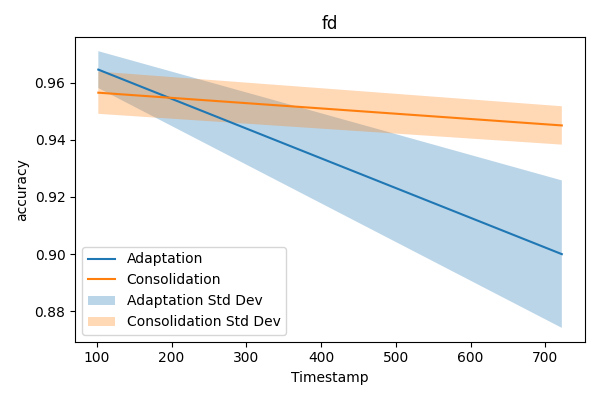 fd
0.96
0.94
0.92
0.90
0.88
accuracy
Adaptation
Consolidation
Adaptation Std Dev
Consolidation Std Dev
100 200 300 400 500 600 700
Timestamp